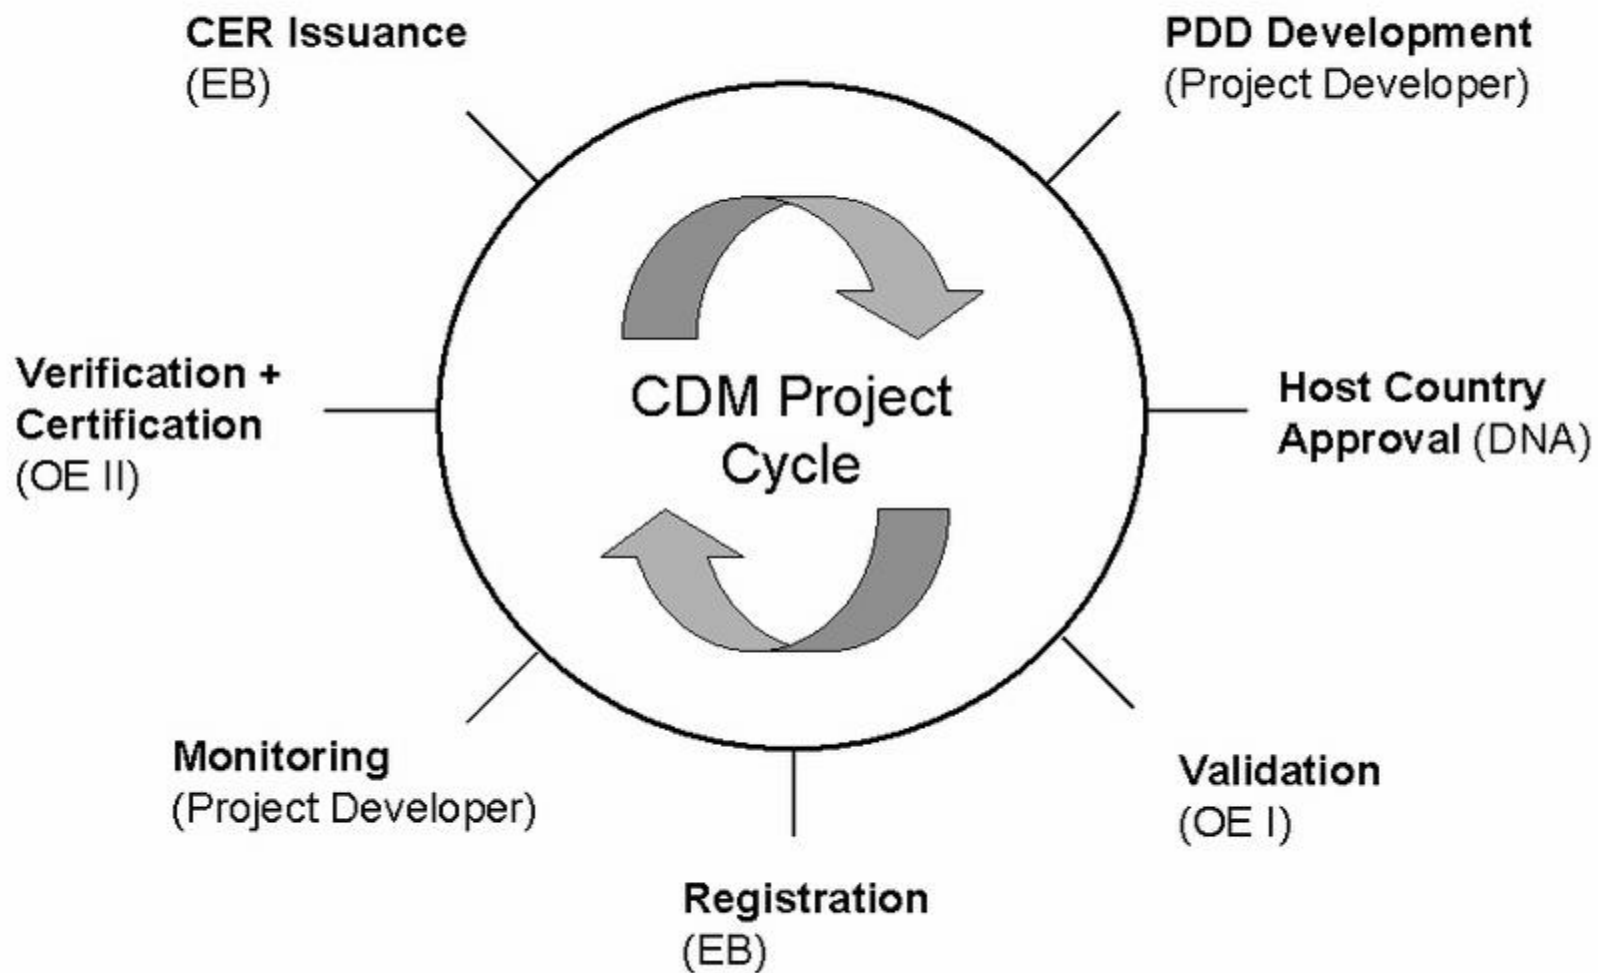 CER Issuance
(EB)
PDD Development
(Project Developer)
Verification +
Certification
(OE II)
CDM Project
Cycle
Host Country
Approval (DNA)
Monitoring
(Project Developer)
Validation
(OE I)
Registration
(EB)